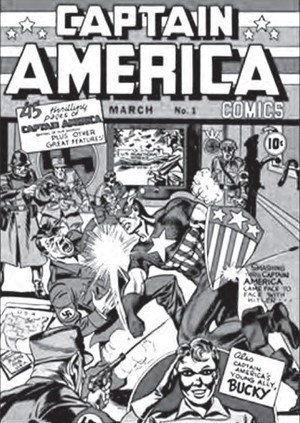 CAPTAIN
AMERICA
COMICS
MARCH No. 1
45 thrilling
pages of
CAPTAIN AMERICA
PLUS OTHER
GREAT FEATURES!
10¢
SMASHING
THRU, CAPTAIN
AMERICA
CAME FACE TO
FACE WITH
HITLER...
U.S.A.
Also
CAPTAIN
AMERICA'S
YOUNG ALLY,
BUCKY